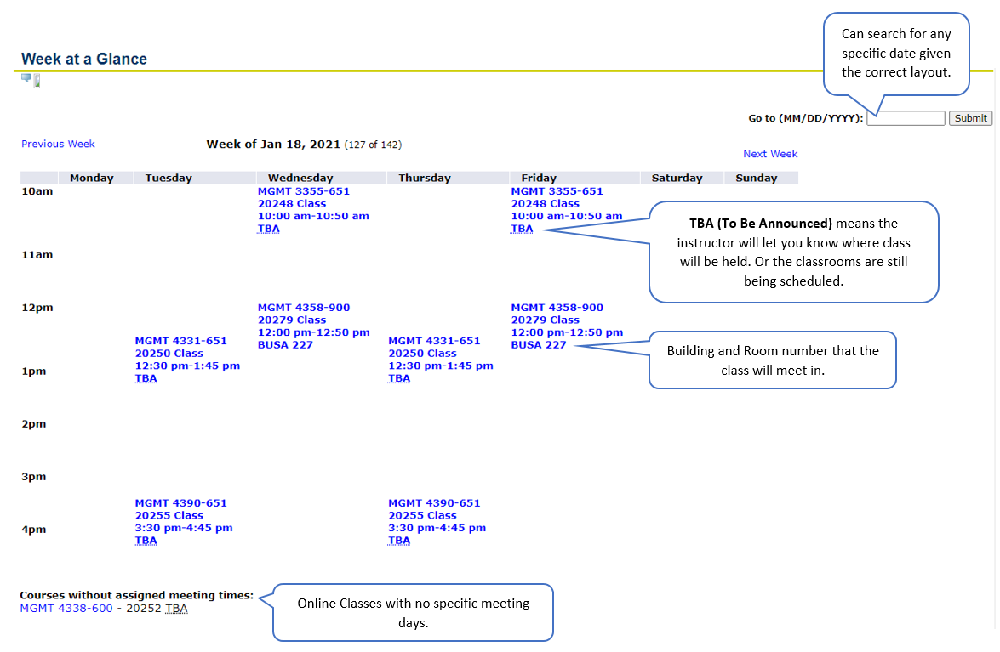 Can search for any
specific date given
the correct layout.
Week at a Glance
Go to (MM/DD/YYYY): Submit
Previous Week Week of Jan 18, 2021 (127 of 142) Next Week
Monday Tuesday Wednesday Thursday Friday Saturday Sunday
10am
MGMT 3355-651
20248 Class
10:00 am-10:50 am
TBA
MGMT 3355-651
20248 Class
10:00 am-10:50 am
TBA
TBA (To Be Announced) means the
instructor will let you know where class
will be held. Or the classrooms are still
being scheduled.
11am
12pm
MGMT 4331-651
20250 Class
12:30 pm-1:45 pm
TBA
MGMT 4358-900
20279 Class
12:00 pm-12:50 pm
BUSA 227
MGMT 4331-651
20250 Class
12:30 pm-1:45 pm
TBA
MGMT 4358-900
20279 Class
12:00 pm-12:50 pm
BUSA 227
Building and Room number that the
class will meet in.
1pm
2pm
3pm
MGMT 4390-651
20255 Class
3:30 pm-4:45 pm
TBA
MGMT 4390-651
20255 Class
3:30 pm-4:45 pm
TBA
4pm
Courses without assigned meeting times:
MGMT 4338-600 - 20252 TBA
Online Classes with no specific meeting
days.